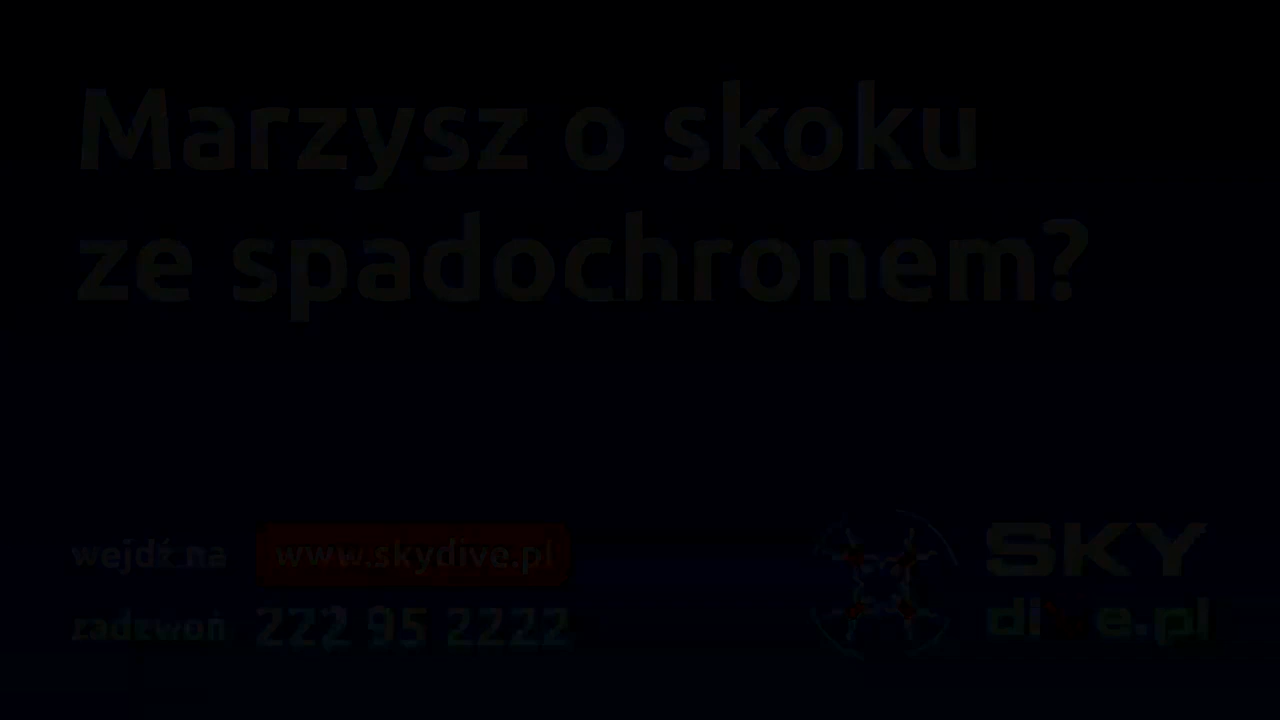 Marzysz o skoku
ze spadochronem?
wejdź na www.skydive.pl
zadzwoń 222 95 2222
SKY
dive.pl